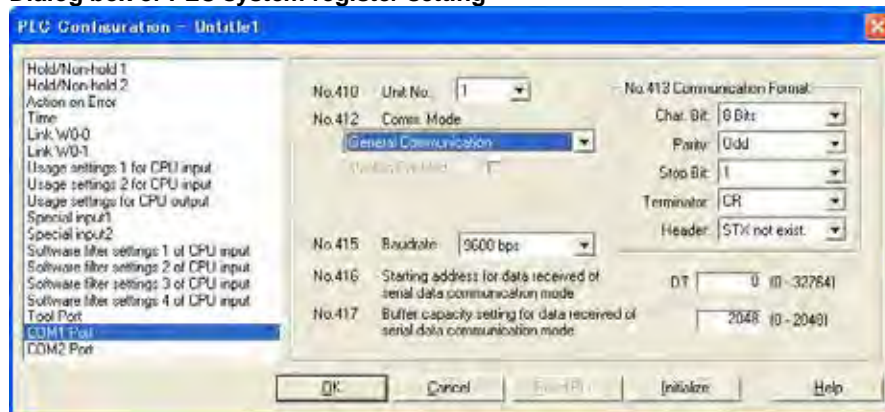 Dialog box of PLC system register setting
PLC Configuration - Untitle1
Hold/Non-hold 1
Hold/Non-hold 2
Action on Error
Time
Link W0-0
Link W0-1
Usage settings 1 for CPU input
Usage settings 2 for CPU input
Usage settings for CPU output
Special input1
Special input2
Software filter settings 1 of CPU input
Software filter settings 2 of CPU input
Software filter settings 3 of CPU input
Software filter settings 4 of CPU input
Tool Port
COM1 Port
COM2 Port
No.410 Unit No. 1
No.412 Comm. Mode
General Communication
No.415 Baudrate 9600 bps
No.416 Starting address for data received of serial data communication mode DT 0 (0 - 32764)
No.417 Buffer capacity setting for data received of serial data communication mode 2048 (0 - 2048)
No.413 Communication Format
Char. Bit: 8 Bits
Parity: Odd
Stop Bit: 1
Terminator: CR
Header: STX not exist
OK Cancel Initialize Help